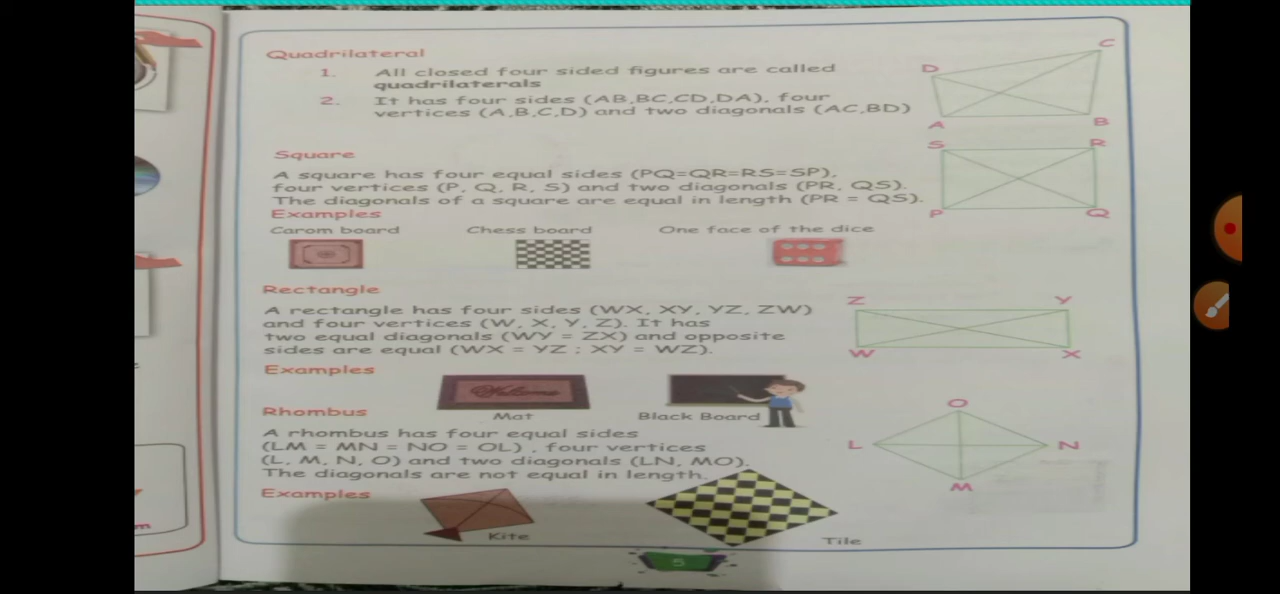 Quadrilateral
1. All closed four sided figures are called
quadrilaterals
2. It has four sides (AB,BC,CD,DA), four
vertices (A,B,C,D) and two diagonals (AC,BD)
D
C
A
B
Square
A square has four equal sides (PQ=QR=RS=SP),
four vertices (P, Q, R, S) and two diagonals (PR, QS).
The diagonals of a square are equal in length (PR = QS).
S
R
P
Q
Examples
Carom board
Chess board
One face of the dice
Rectangle
A rectangle has four sides (WX, XY, YZ, ZW)
and four vertices (W, X, Y, Z). It has
two equal diagonals (WY = ZX) and opposite
sides are equal (WX = YZ ; XY = WZ).
Z
Y
W
X
Examples
Welcome
Mat
Black Board
Rhombus
A rhombus has four equal sides
(LM = MN = NO = OL) , four vertices
(L, M, N, O) and two diagonals (LN, MO).
The diagonals are not equal in length.
O
L
N
M
Examples
Kite
Tile
5